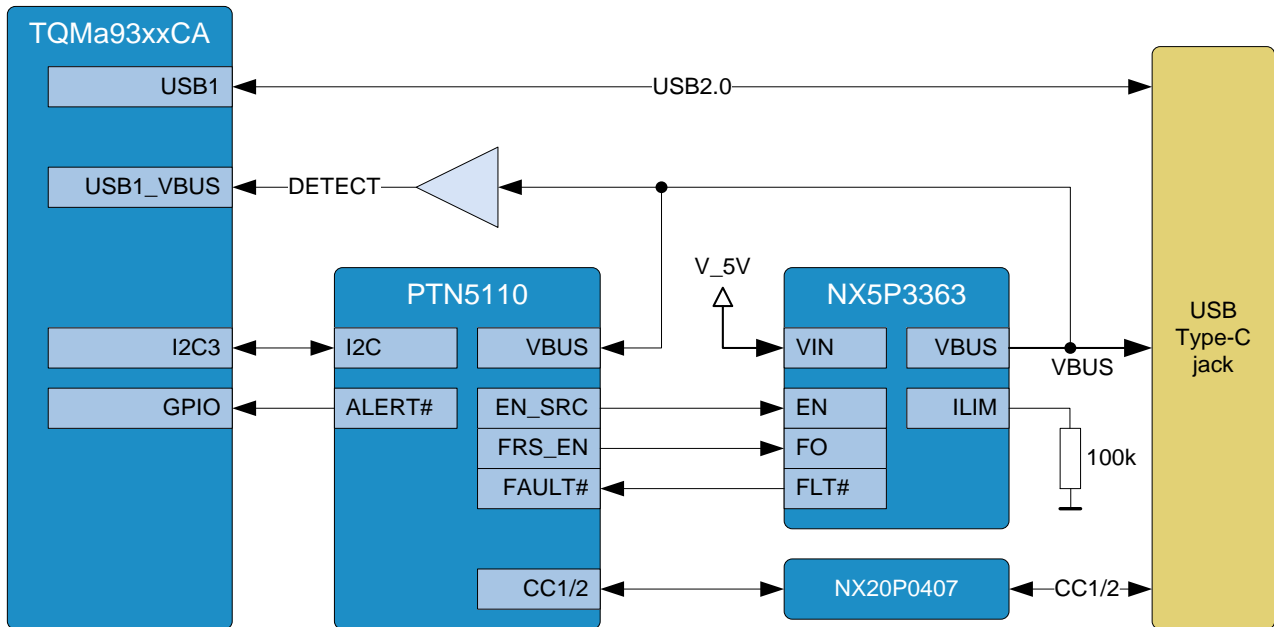 TQMa93xxCA
USB1
USB2.0
USB1_VBUS
DETECT
V_5V
PTN5110
NX5P3363
USB
Type-C
jack
I2C3
I2C
VBUS
VIN
VBUS
VBUS
GPIO
ALERT#
EN_SRC
EN
ILIM
FRS_EN
FO
100k
FAULT#
FLT#
CC1/2
NX20P0407
CC1/2